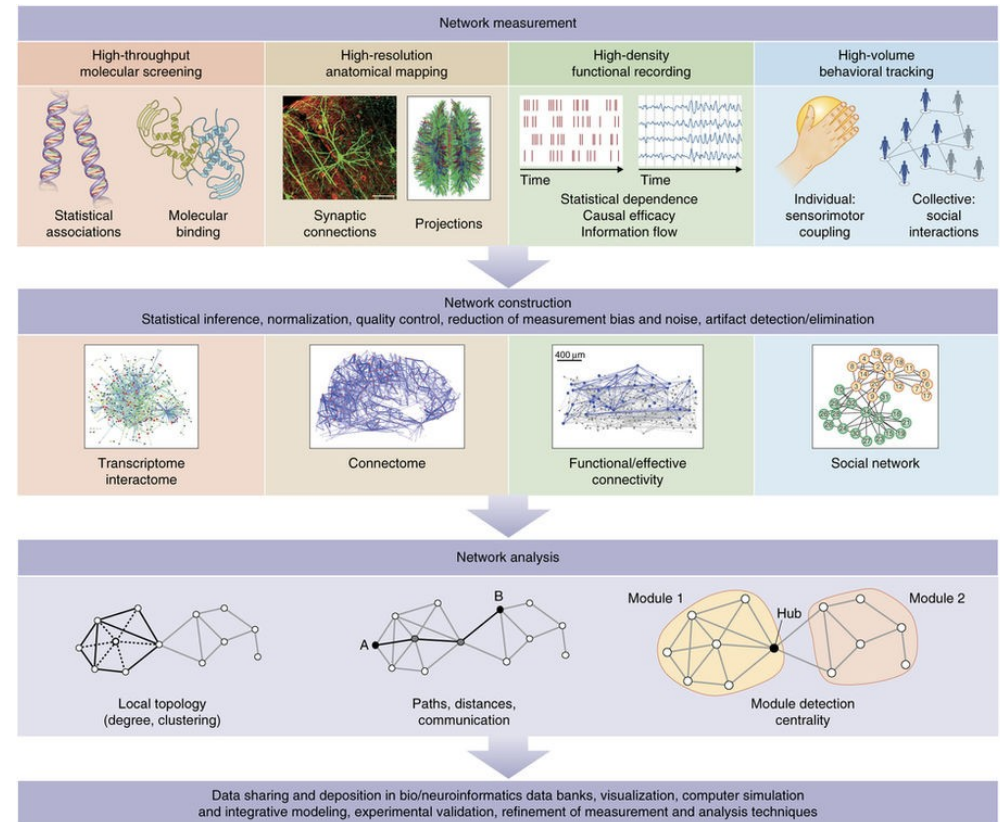 Network measurement
High-throughput
molecular screening
High-resolution
anatomical mapping
High-density
functional recording
High-volume
behavioral tracking
Statistical
associations
Molecular
binding
Synaptic
connections
Projections
Time
Time
Statistical dependence
Causal efficacy
Information flow
Individual:
sensorimotor
coupling
Collective:
social
interactions
Network construction
Statistical inference, normalization, quality control, reduction of measurement bias and noise, artifact detection/elimination
400 µm
Transcriptome
interactome
Connectome
Functional/effective
connectivity
Social network
Network analysis
A
B
Module 1
Hub
Module 2
Local topology
(degree, clustering)
Paths, distances,
communication
Module detection
centrality
Data sharing and deposition in bio/neuroinformatics data banks, visualization, computer simulation
and integrative modeling, experimental validation, refinement of measurement and analysis techniques